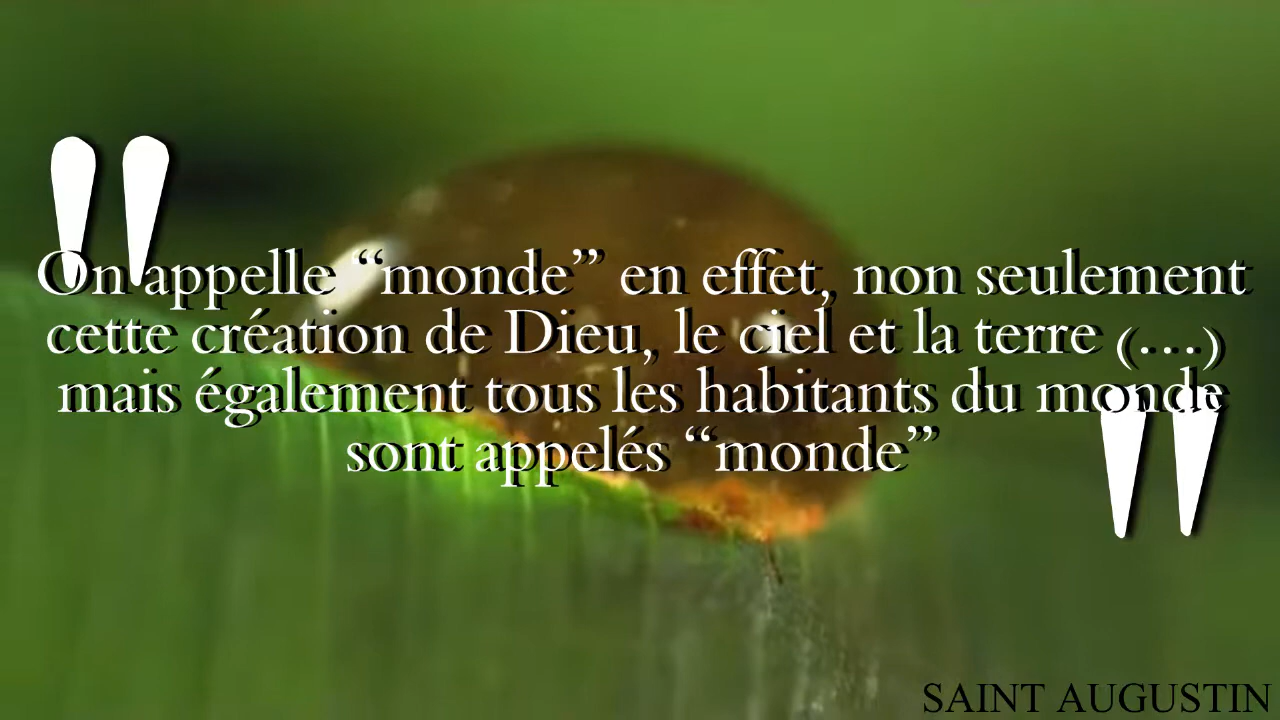 "
On appelle “‘monde’” en effet, non seulement
cette création de Dieu, le ciel et la terre (...)
mais également tous les habitants du monde
sont appelés “‘monde’”
"
SAINT AUGUSTIN